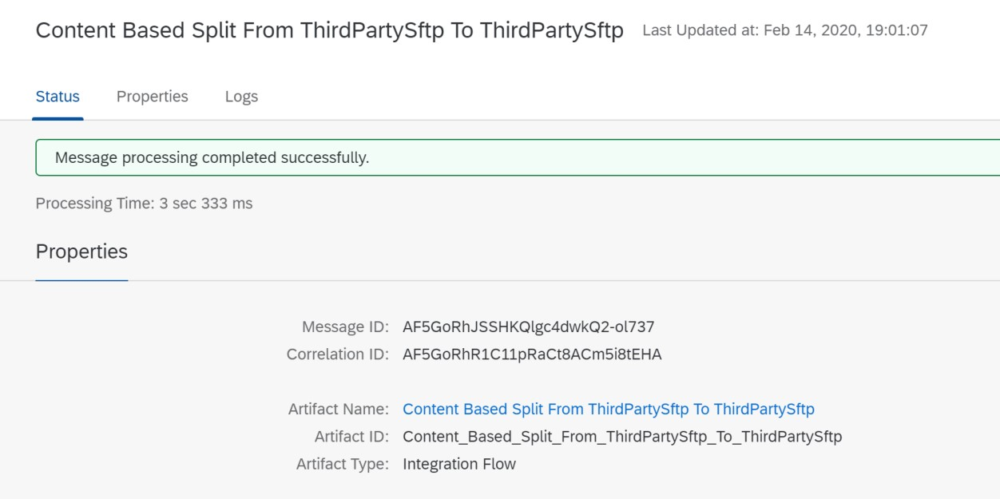 Content Based Split From ThirdPartySftp To ThirdPartySftp Last Updated at: Feb 14, 2020, 19:01:07
Status Properties Logs
Message processing completed successfully.
Processing Time: 3 sec 333 ms
Properties
Message ID: AF5GoRhJSSHKQlgc4dwkQ2-ol737
Correlation ID: AF5GoRhR1C11pRaCt8ACm5i8tEHA
Artifact Name: Content Based Split From ThirdPartySftp To ThirdPartySftp
Artifact ID: Content_Based_Split_From_ThirdPartySftp_To_ThirdPartySftp
Artifact Type: Integration Flow